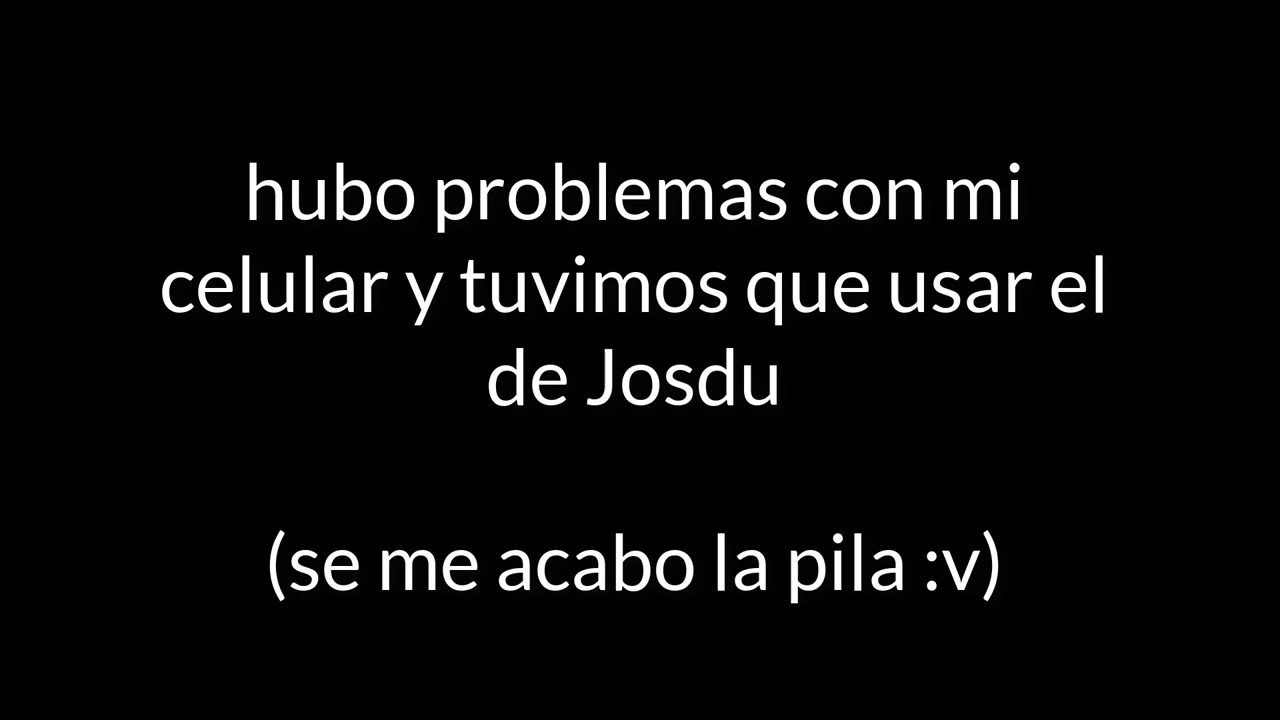 hubo problemas con mi
celular y tuvimos que usar el
de Josdu
(se me acabo la pila :v)